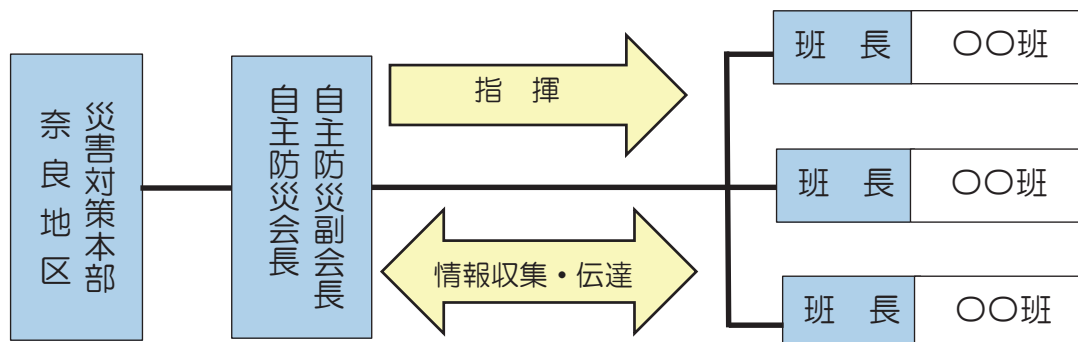 災害対策本部
奈良地区
自主防災副会長
自主防災会長
指 揮
情報収集・伝達
班 長 〇〇班
班 長 〇〇班
班 長 〇〇班